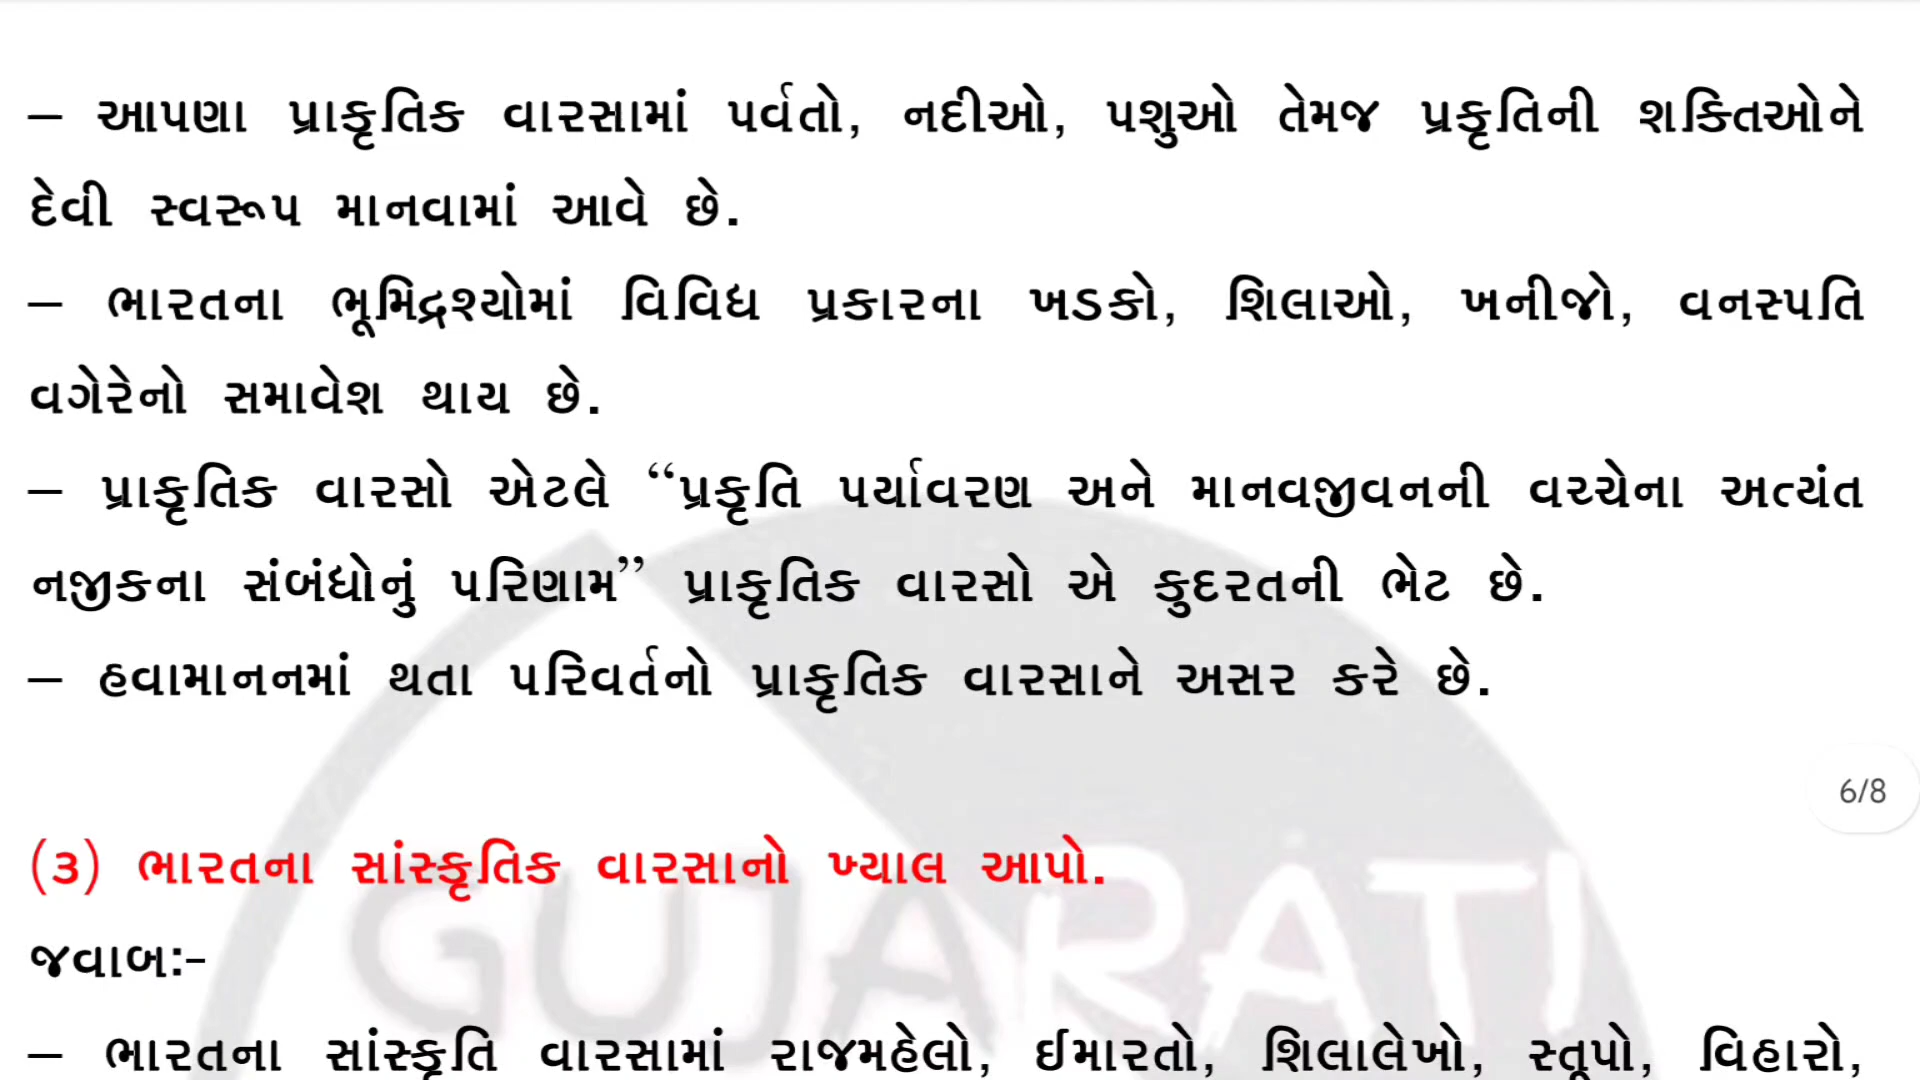 – આપણા પ્રાકૃતિક વારસામાં પર્વતો, નદીઓ, પશુઓ તેમજ પ્રકૃતિની શક્તિઓને
દેવી સ્વરૂપ માનવામાં આવે છે.
– ભારતના ભૂમિદ્રશ્યોમાં વિવિધ પ્રકારના ખડકો, શિલાઓ, ખનીજો, વનસ્પતિ
વગેરેનો સમાવેશ થાય છે.
– પ્રાકૃતિક વારસો એટલે “પ્રકૃતિ પર્યાવરણ અને માનવજીવનની વચ્ચેના અત્યંત
નજીકના સંબંધોનું પરિણામ” પ્રાકૃતિક વારસો એ કુદરતની ભેટ છે.
– હવામાનનમાં થતા પરિવર્તનો પ્રાકૃતિક વારસાને અસર કરે છે.
6/8
(૩) ભારતના સાંસ્કૃતિક વારસાનો ખ્યાલ આપો.
GUJARATI
જવાબ:-
– ભારતના સાંસ્કૃતિ વારસામાં રાજમહેલો, ઈમારતો, શિલાલેખો, સ્તૂપો, વિહારો,